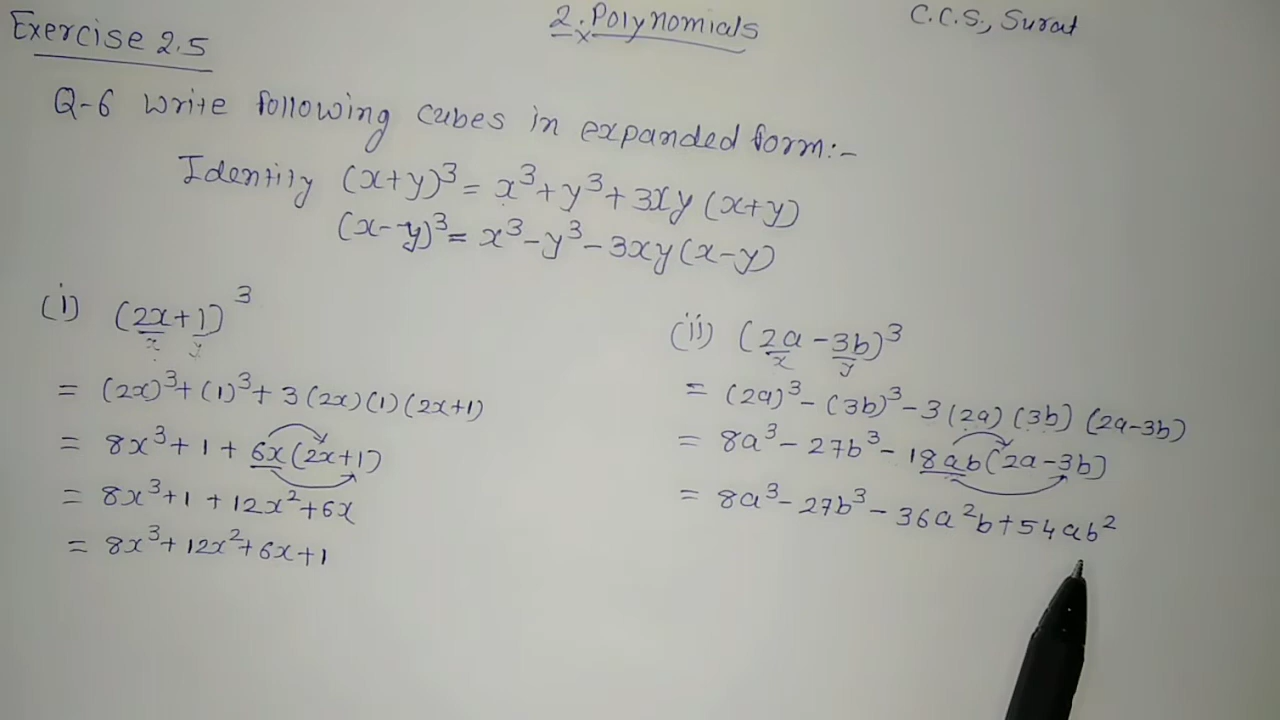 Exercise 2.5
2. Polynomials
C.C.S., Surat
Q-6 Write following cubes in expanded form:-
Identity (x+y)³ = x³+y³+3xy(x+y)
(x-y)³ = x³-y³-3xy(x-y)
(i) (2x+1)³
x y
= (2x)³+(1)³+3(2x)(1)(2x+1)
= 8x³+1+6x(2x+1)
= 8x³+1+12x²+6x
= 8x³+12x²+6x+1
(ii) (2a-3b)³
x y
= (2a)³-(3b)³-3(2a)(3b)(2a-3b)
= 8a³-27b³-18ab(2a-3b)
= 8a³-27b³-36a²b+54ab²